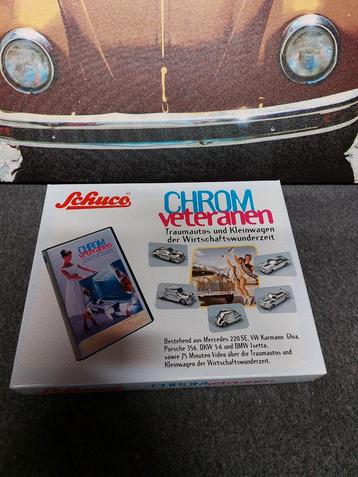 Schuco
CHROM
veteranen
Traumautos und Kleinwagen
der Wirtschaftswunderzeit
CHROM
veteranen
Bestehend aus Mercedes 220 SE, VW Karmann Ghia,
Porsche 356, DKW 3-6 und BMW Isetta,
sowie 75 Minuten Video über die Traumautos und
Kleinwagen der Wirtschaftswunderzeit.
Schuco
CHROM veteranen